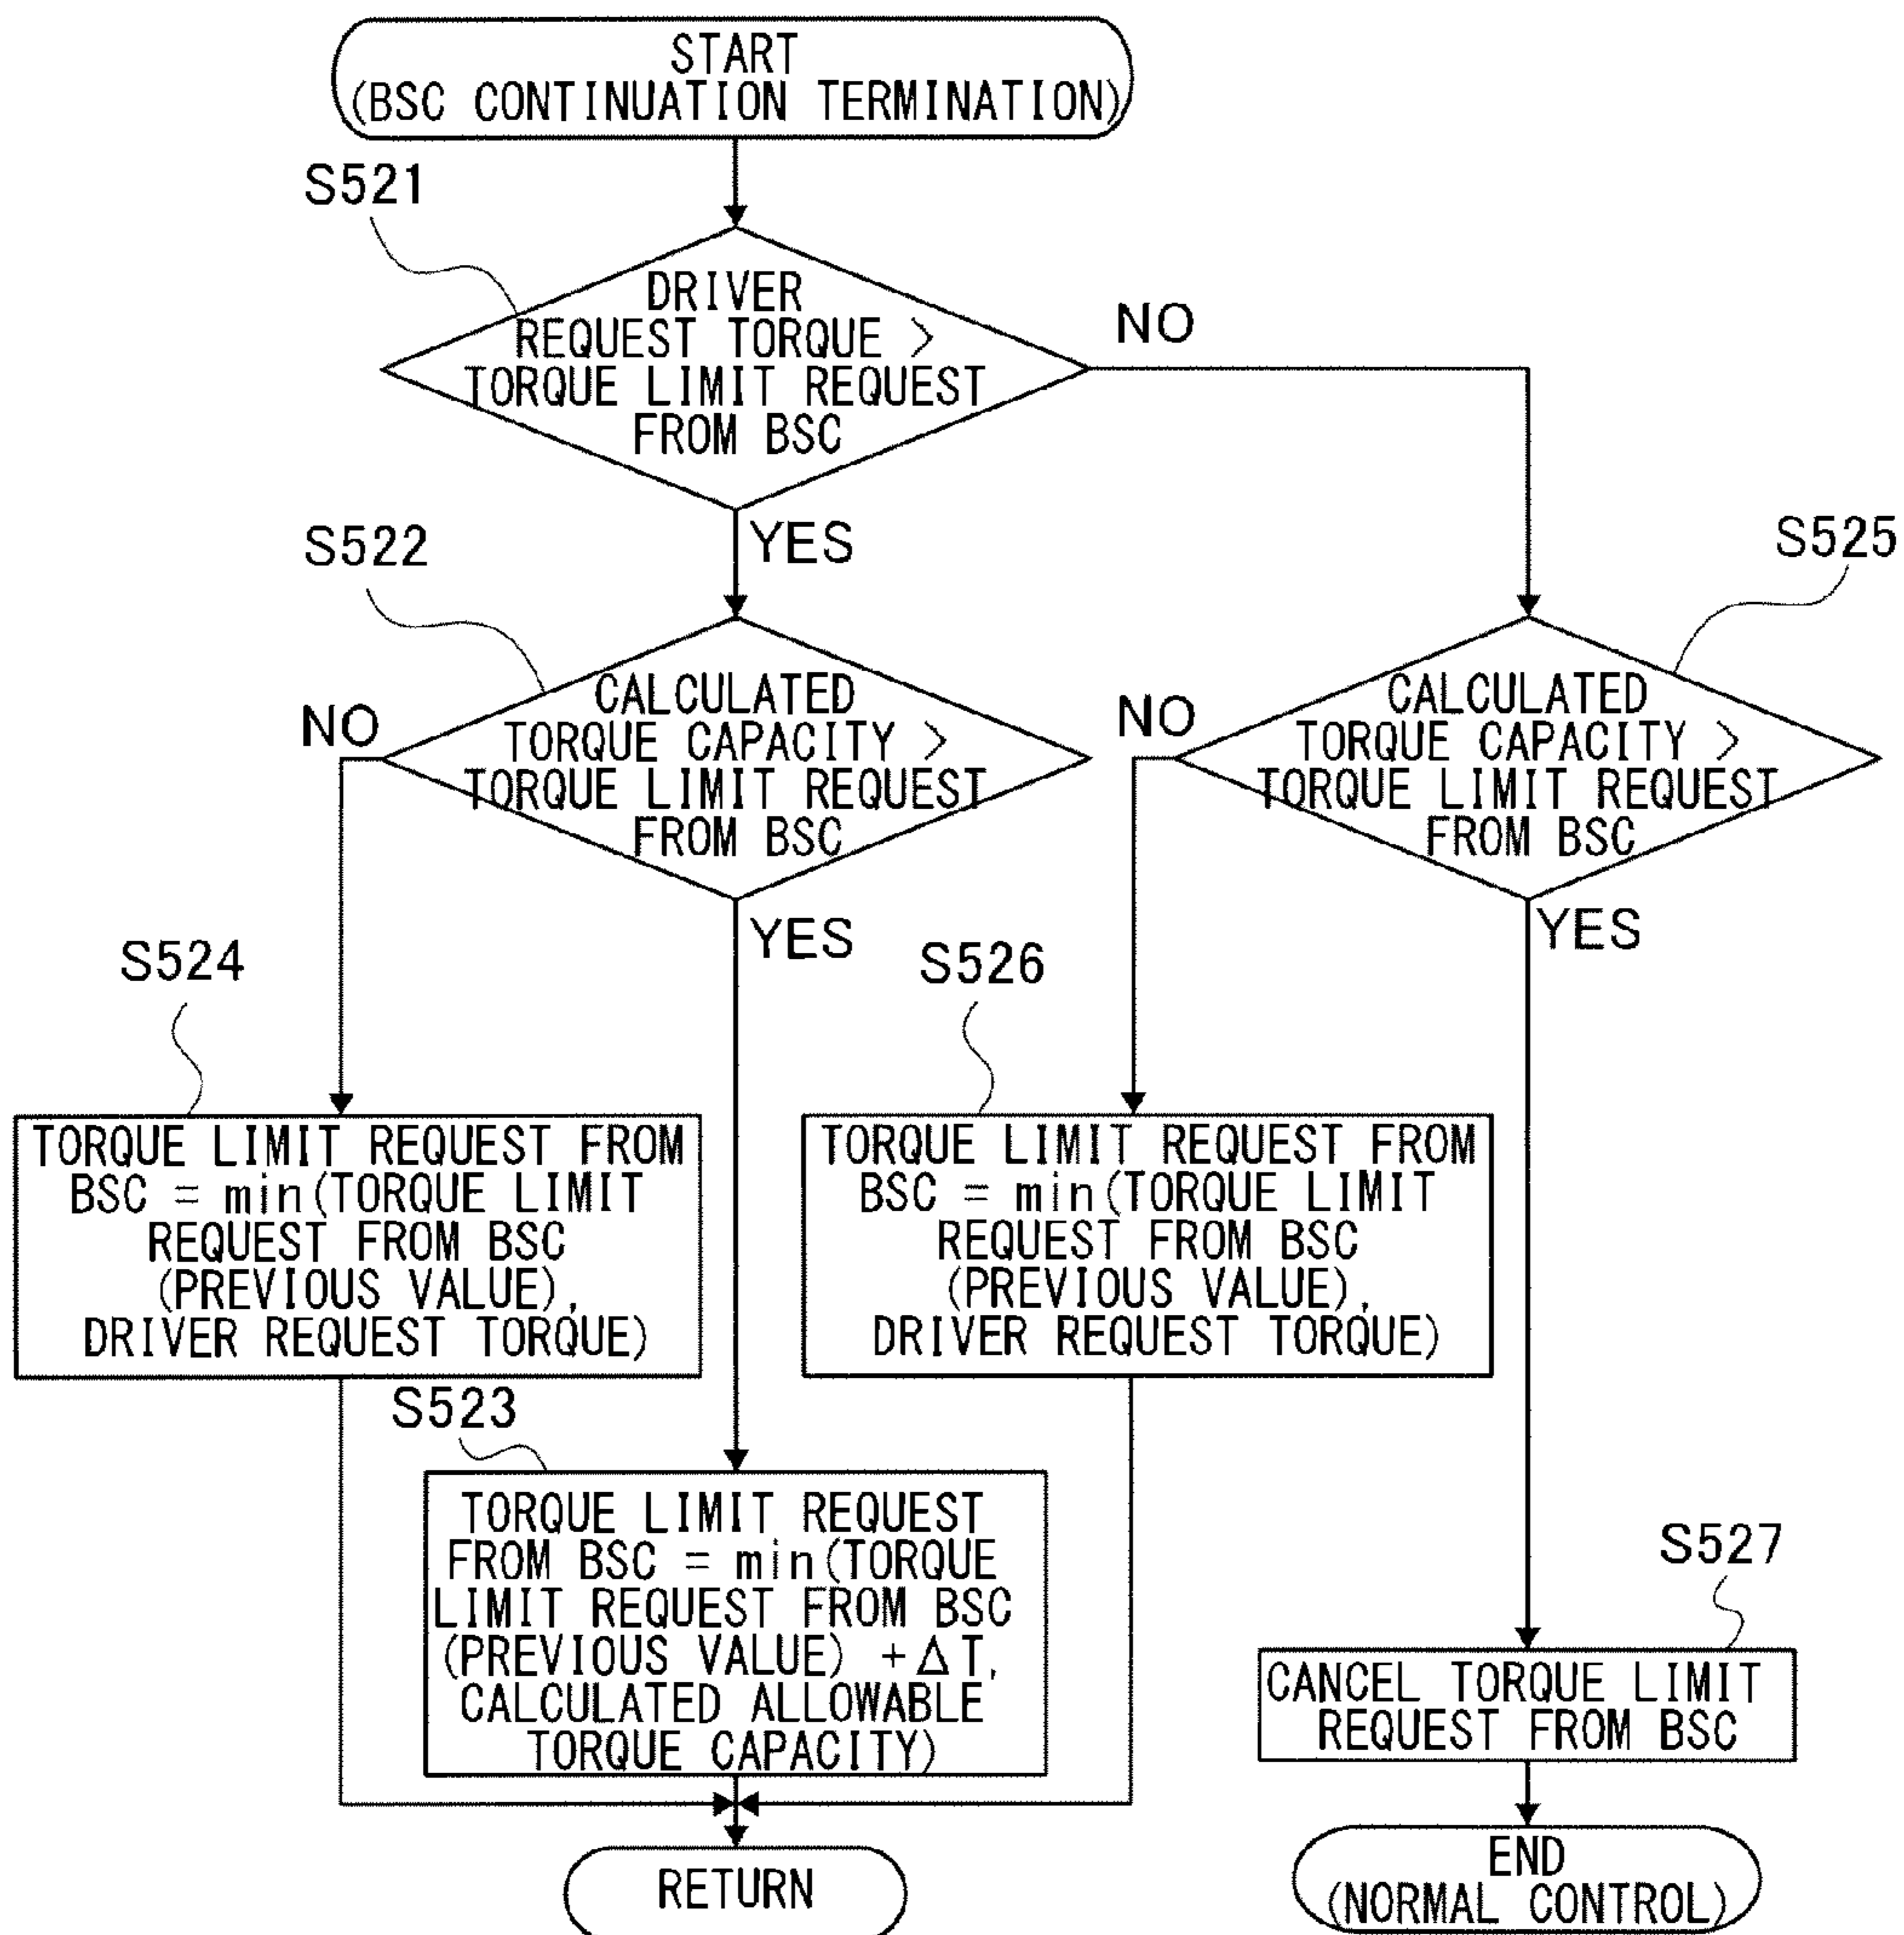 START
(BSC CONTINUATION TERMINATION)
S521
DRIVER
REQUEST TORQUE >
TORQUE LIMIT REQUEST
FROM BSC
NO
YES
S522
CALCULATED
TORQUE CAPACITY >
TORQUE LIMIT REQUEST
FROM BSC
NO
YES
S525
CALCULATED
TORQUE CAPACITY >
TORQUE LIMIT REQUEST
FROM BSC
NO
YES
S524
TORQUE LIMIT REQUEST FROM
BSC = min(TORQUE LIMIT
REQUEST FROM BSC
(PREVIOUS VALUE),
DRIVER REQUEST TORQUE)
S526
TORQUE LIMIT REQUEST FROM
BSC = min(TORQUE LIMIT
REQUEST FROM BSC
(PREVIOUS VALUE),
DRIVER REQUEST TORQUE)
S523
TORQUE LIMIT REQUEST
FROM BSC = min(TORQUE
LIMIT REQUEST FROM BSC
(PREVIOUS VALUE) +ΔT,
CALCULATED ALLOWABLE
TORQUE CAPACITY)
S527
CANCEL TORQUE LIMIT
REQUEST FROM BSC
RETURN
END
(NORMAL CONTROL)